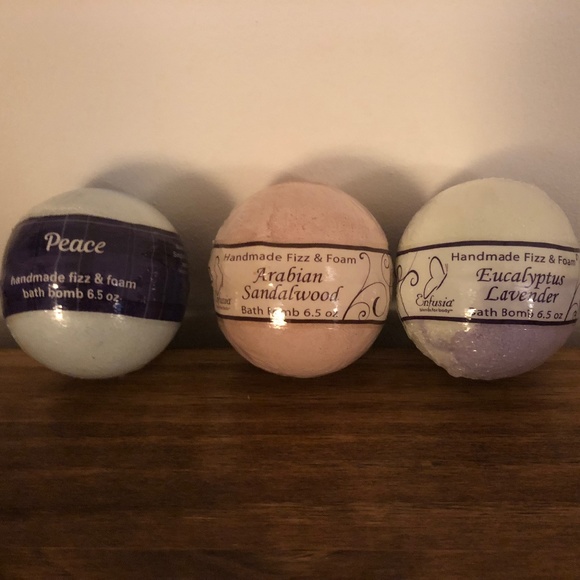 Peace
handmade fizz & foam
bath bomb 6.5 oz
Handmade Fizz & Foam
Arabian
Sandalwood
Bath Bomb 6.5 oz
Handmade Fizz & Foam
Eucalyptus
Lavender
Enfusia
Bath Bomb 6.5 oz